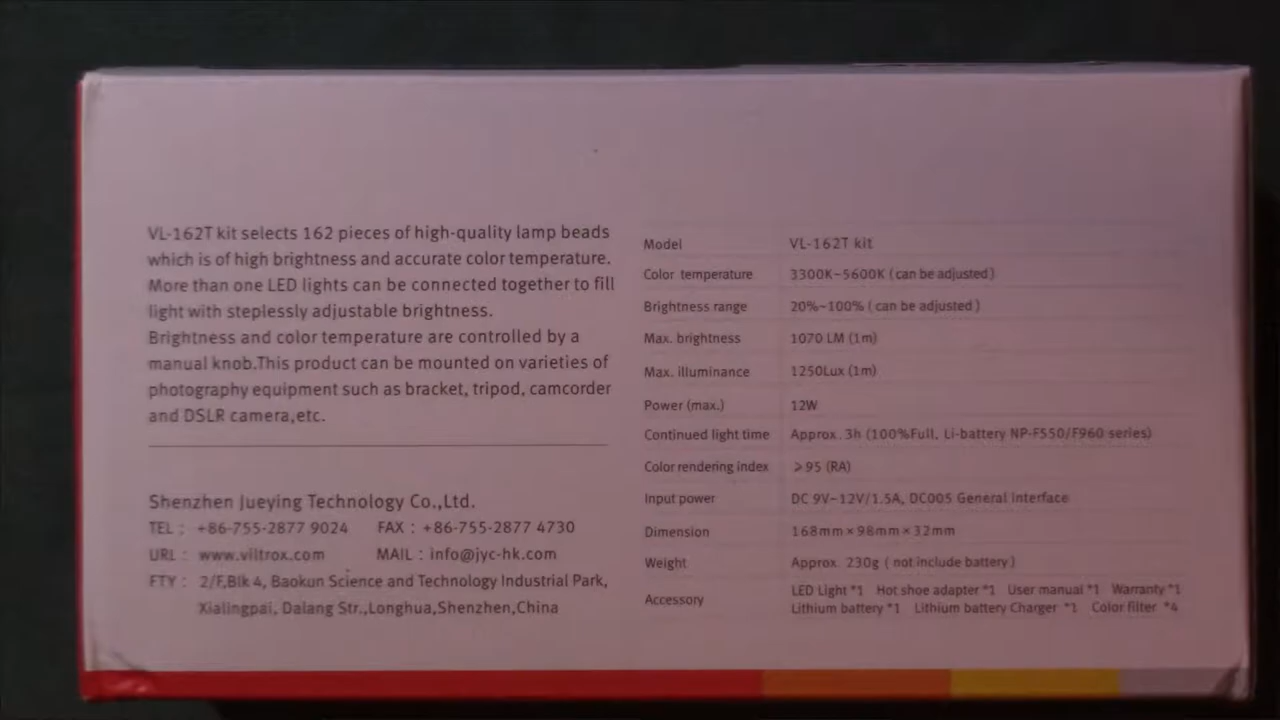 VL-162T kit selects 162 pieces of high-quality lamp beads
which is of high brightness and accurate color temperature.
More than one LED lights can be connected together to fill
light with steplessly adjustable brightness.
Brightness and color temperature are controlled by a
manual knob.This product can be mounted on varieties of
photography equipment such as bracket, tripod, camcorder
and DSLR camera,etc.
Shenzhen Jueying Technology Co.,Ltd.
TEL : +86-755-2877 9024 FAX : +86-755-2877 4730
URL : www.viltrox.com MAIL : info@jyc-hk.com
FTY : 2/F,Blk 4, Baokun Science and Technology Industrial Park,
Xialingpai, Dalang Str.,Longhua,Shenzhen,China
Model VL-162T kit
Color temperature 3300K~5600K (can be adjusted)
Brightness range 20%~100% (can be adjusted)
Max. brightness 1070 LM (1m)
Max. illuminance 1250Lux (1m)
Power (max.) 12W
Continued light time Approx. 3h (100%Full, Li-battery NP-F550/F960 series)
Color rendering index >95 (RA)
Input power DC 9V~12V/1.5A, DC005 General interface
Dimension 168mm×98mm×32mm
Weight Approx. 230g (not include battery)
Accessory LED Light *1 Hot shoe adapter *1 User manual *1 Warranty *1
Lithium battery *1 Lithium battery Charger *1 Color filter *4